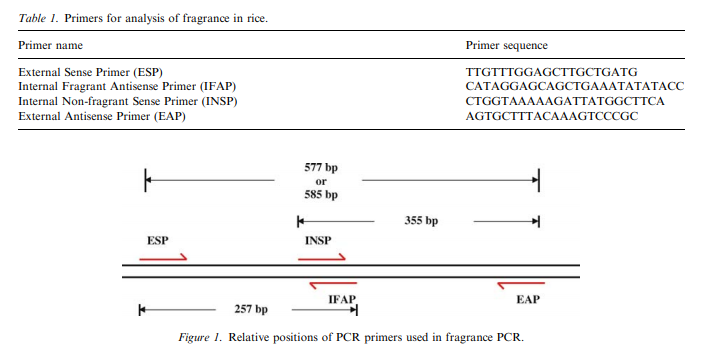 Table 1. Primers for analysis of fragrance in rice.
Primer name Primer sequence
External Sense Primer (ESP) TTGTTTGGAGCTTGCTGATG
Internal Fragrant Antisense Primer (IFAP) CATAGGAGCAGCTGAAATATATACC
Internal Non-fragrant Sense Primer (INSP) CTGGTAAAAAGATTATGGCTTCA
External Antisense Primer (EAP) AGTGCTTTACAAAGTCCCGC
577 bp
or
585 bp
355 bp
ESP INSP
IFAP EAP
257 bp
Figure 1. Relative positions of PCR primers used in fragrance PCR.